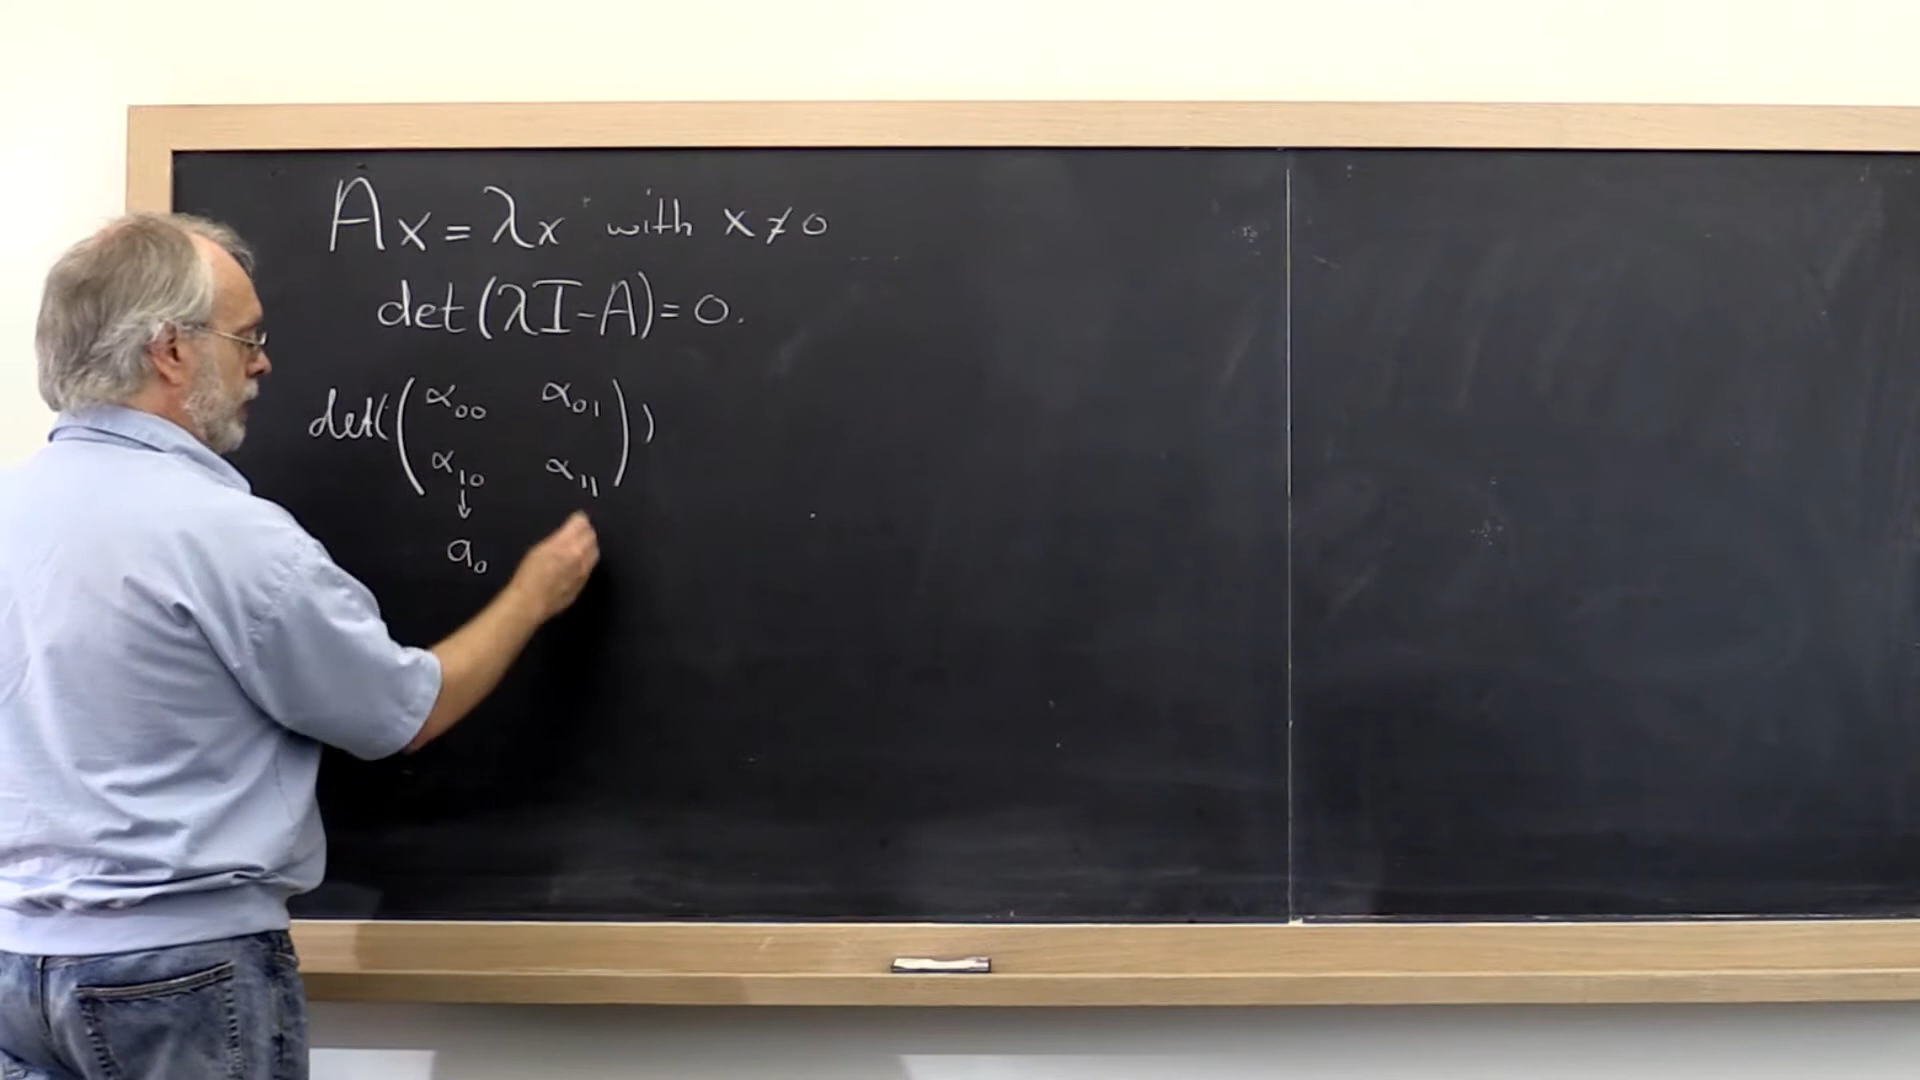 Ax = λx with x ≠ 0
det(λI-A) = 0.
det((α₀₀ α₀₁
α₁₀ α₁₁))
↓
a₀